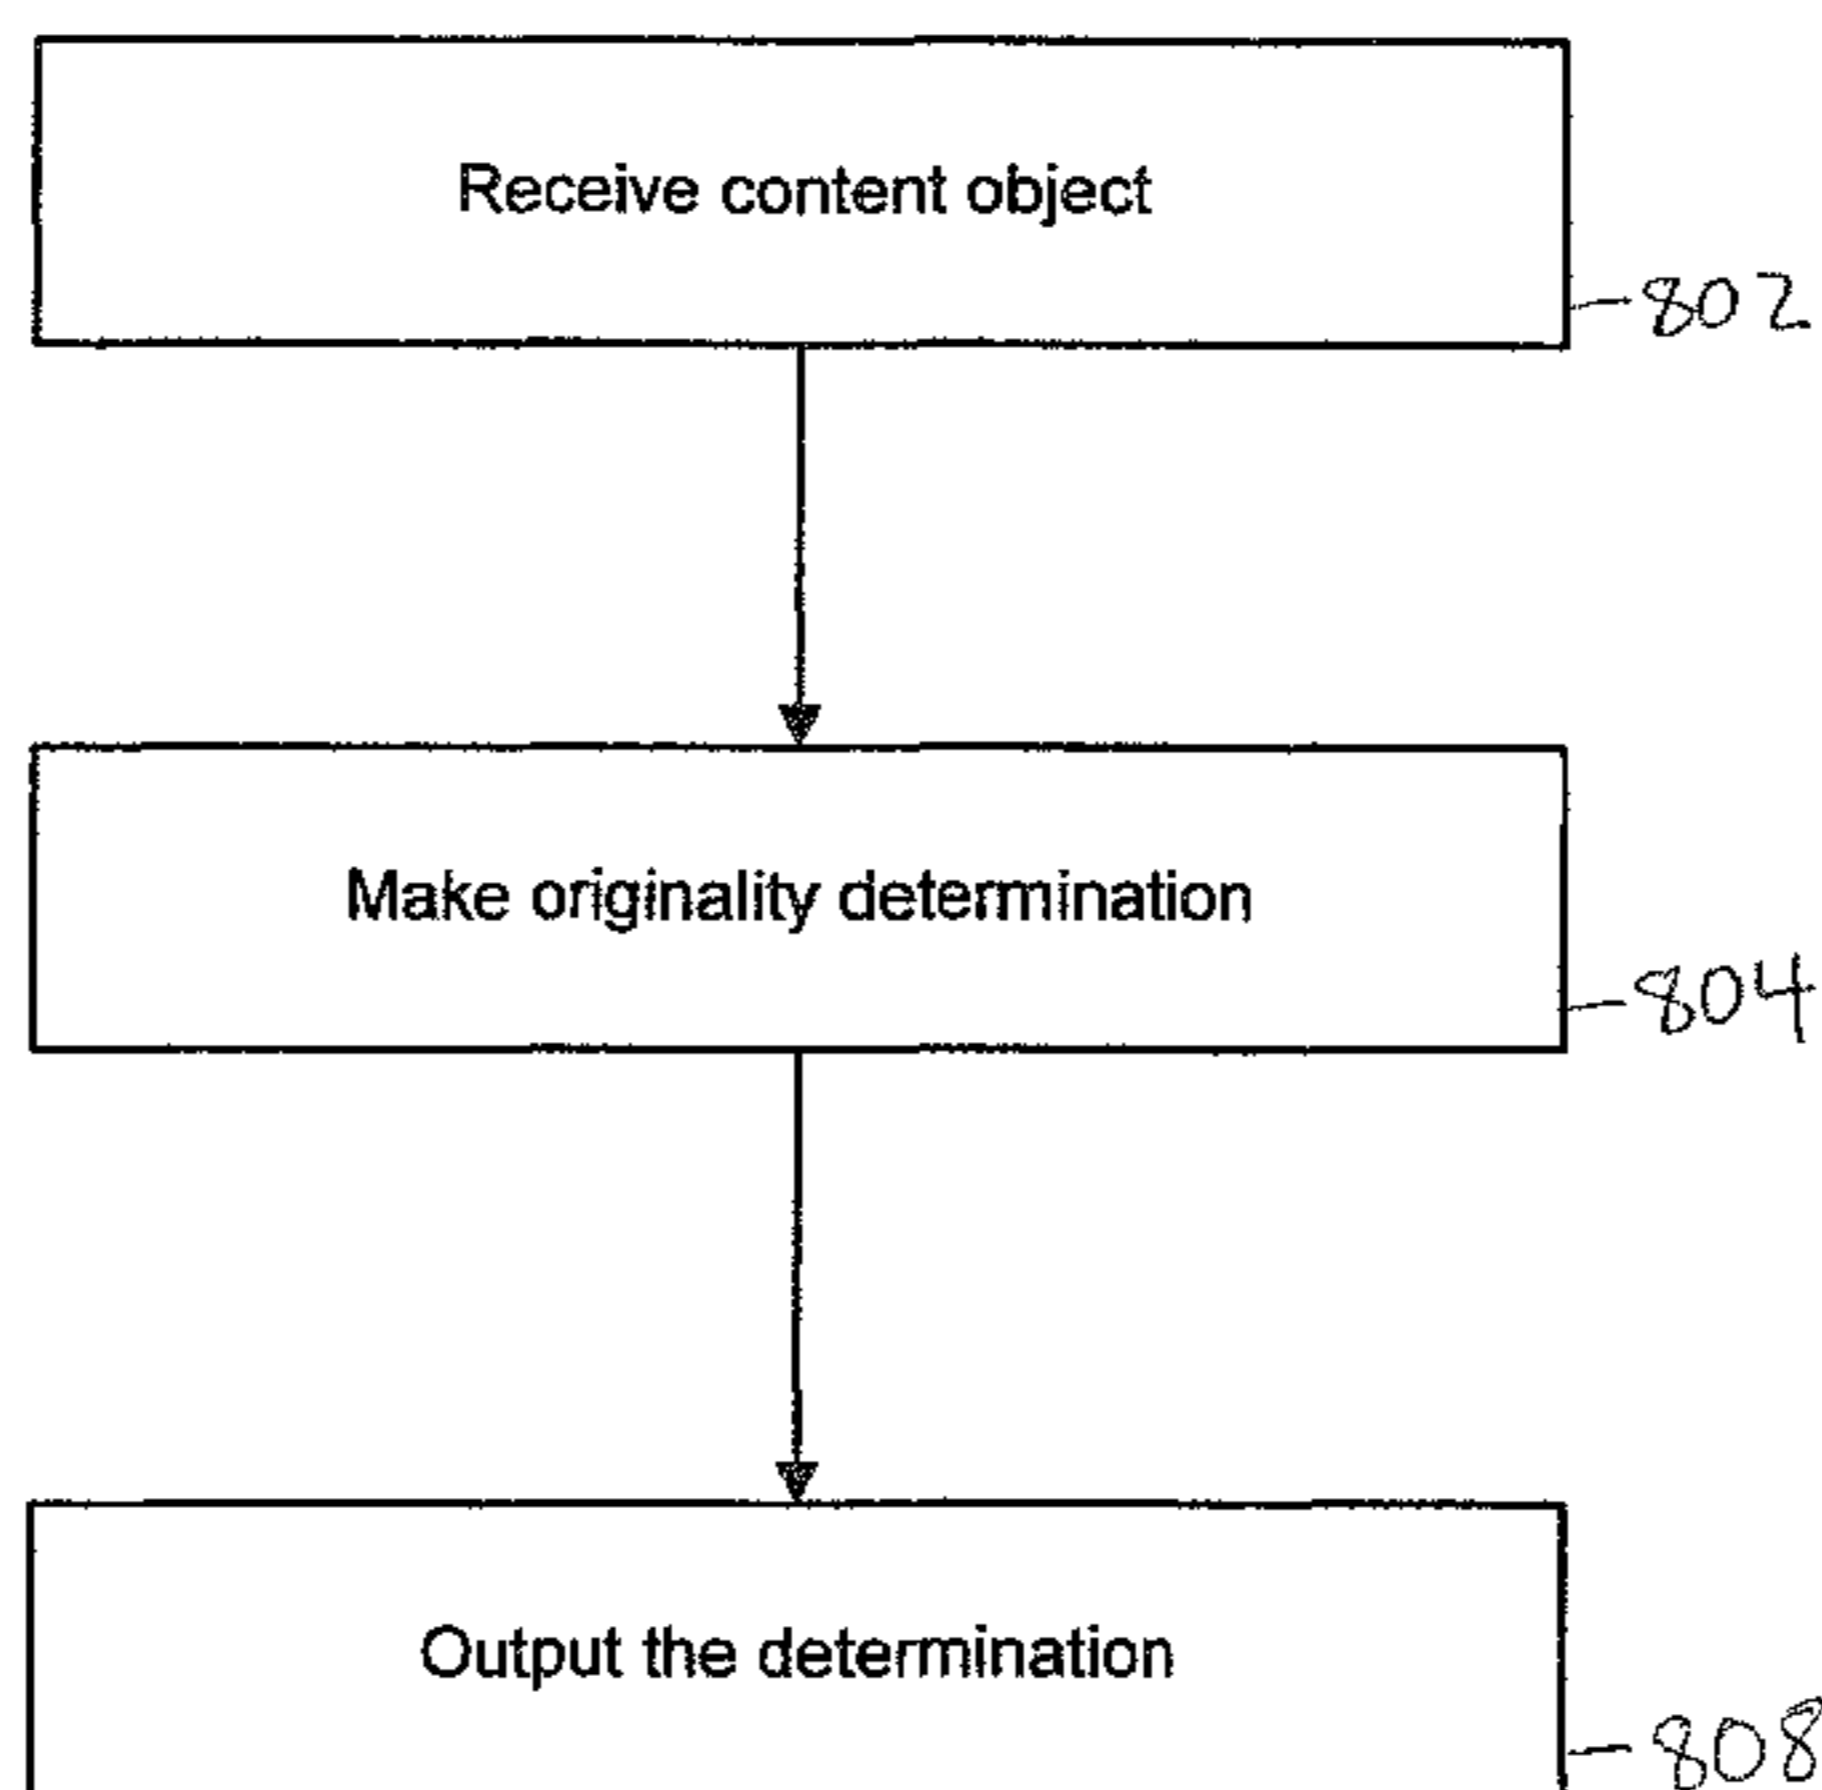 Receive content object
802
Make originality determination
804
Output the determination
808